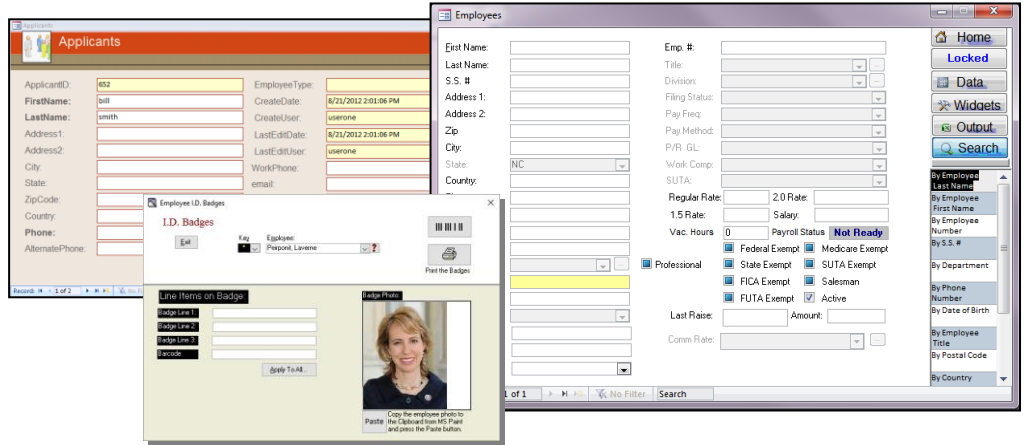 Applicants
Applicants
ApplicantID: 652
FirstName: bill
LastName: smith
Address1:
Address2:
City:
State:
ZipCode:
Country:
Phone:
AlternatePhone:
EmployeeType:
CreateDate: 8/21/2012 2:01:06 PM
CreateUser: userone
LastEditDate: 8/21/2012 2:01:06 PM
LastEditUser: userone
WorkPhone:
email:
Record: 1 of 2
Employee I.D. Badges
I.D. Badges
Exit
Key
*
Employee:
Peirpont, Laverne
?
Print the Badges
Line Items on Badge:
Badge Line 1:
Badge Line 2:
Badge Line 3:
Barcode:
Apply To All...
Badge Photo:
Paste
Copy the employee photo to
the Clipboard from MS Paint
and press the Paste button.
Employees
First Name:
Last Name:
S.S. #
Address 1:
Address 2:
Zip
City:
State: NC
Country:
Professional
Emp. #:
Title:
Division:
Filing Status:
Pay Freq:
Pay Method:
P/R GL:
Work Comp:
SUTA:
Regular Rate: 2.0 Rate:
1.5 Rate: Salary:
Vac. Hours 0 Payroll Status Not Ready
Federal Exempt Medicare Exempt
State Exempt SUTA Exempt
FICA Exempt Salesman
FUTA Exempt Active
Last Raise: Amount:
Comm Rate:
1 of 1 No Filter Search
Home
Locked
Data
Widgets
Output
Search
By Employee
Last Name
By Employee
First Name
By Employee
Number
By S.S. #
By Department
By Phone
Number
By Date of Birth
By Employee
Title
By Postal Code
By Country